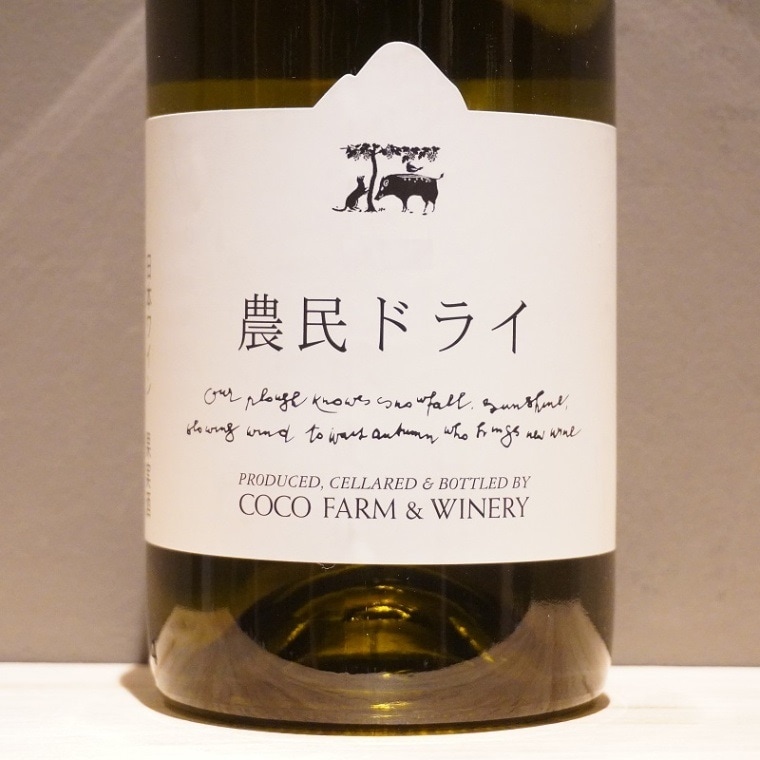 農民ドライ
our plough knows snowfall, sunshine,
blowing wind to wait autumn who brings new wine
PRODUCED, CELLARED & BOTTLED BY
COCO FARM & WINERY